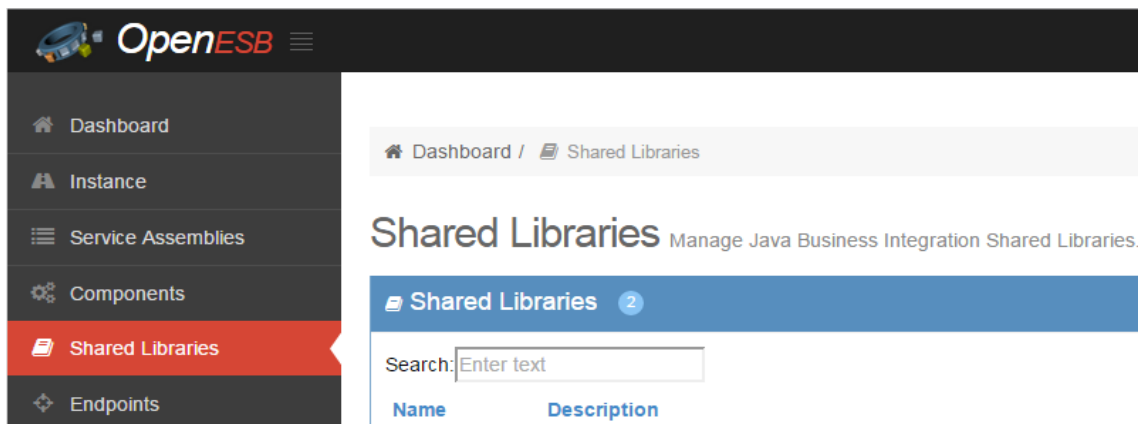 OpenESB
Dashboard
Instance
Service Assemblies
Components
Shared Libraries
Endpoints
Dashboard / Shared Libraries
Shared Libraries Manage Java Business Integration Shared Libraries.
Shared Libraries 2
Search: Enter text
Name Description